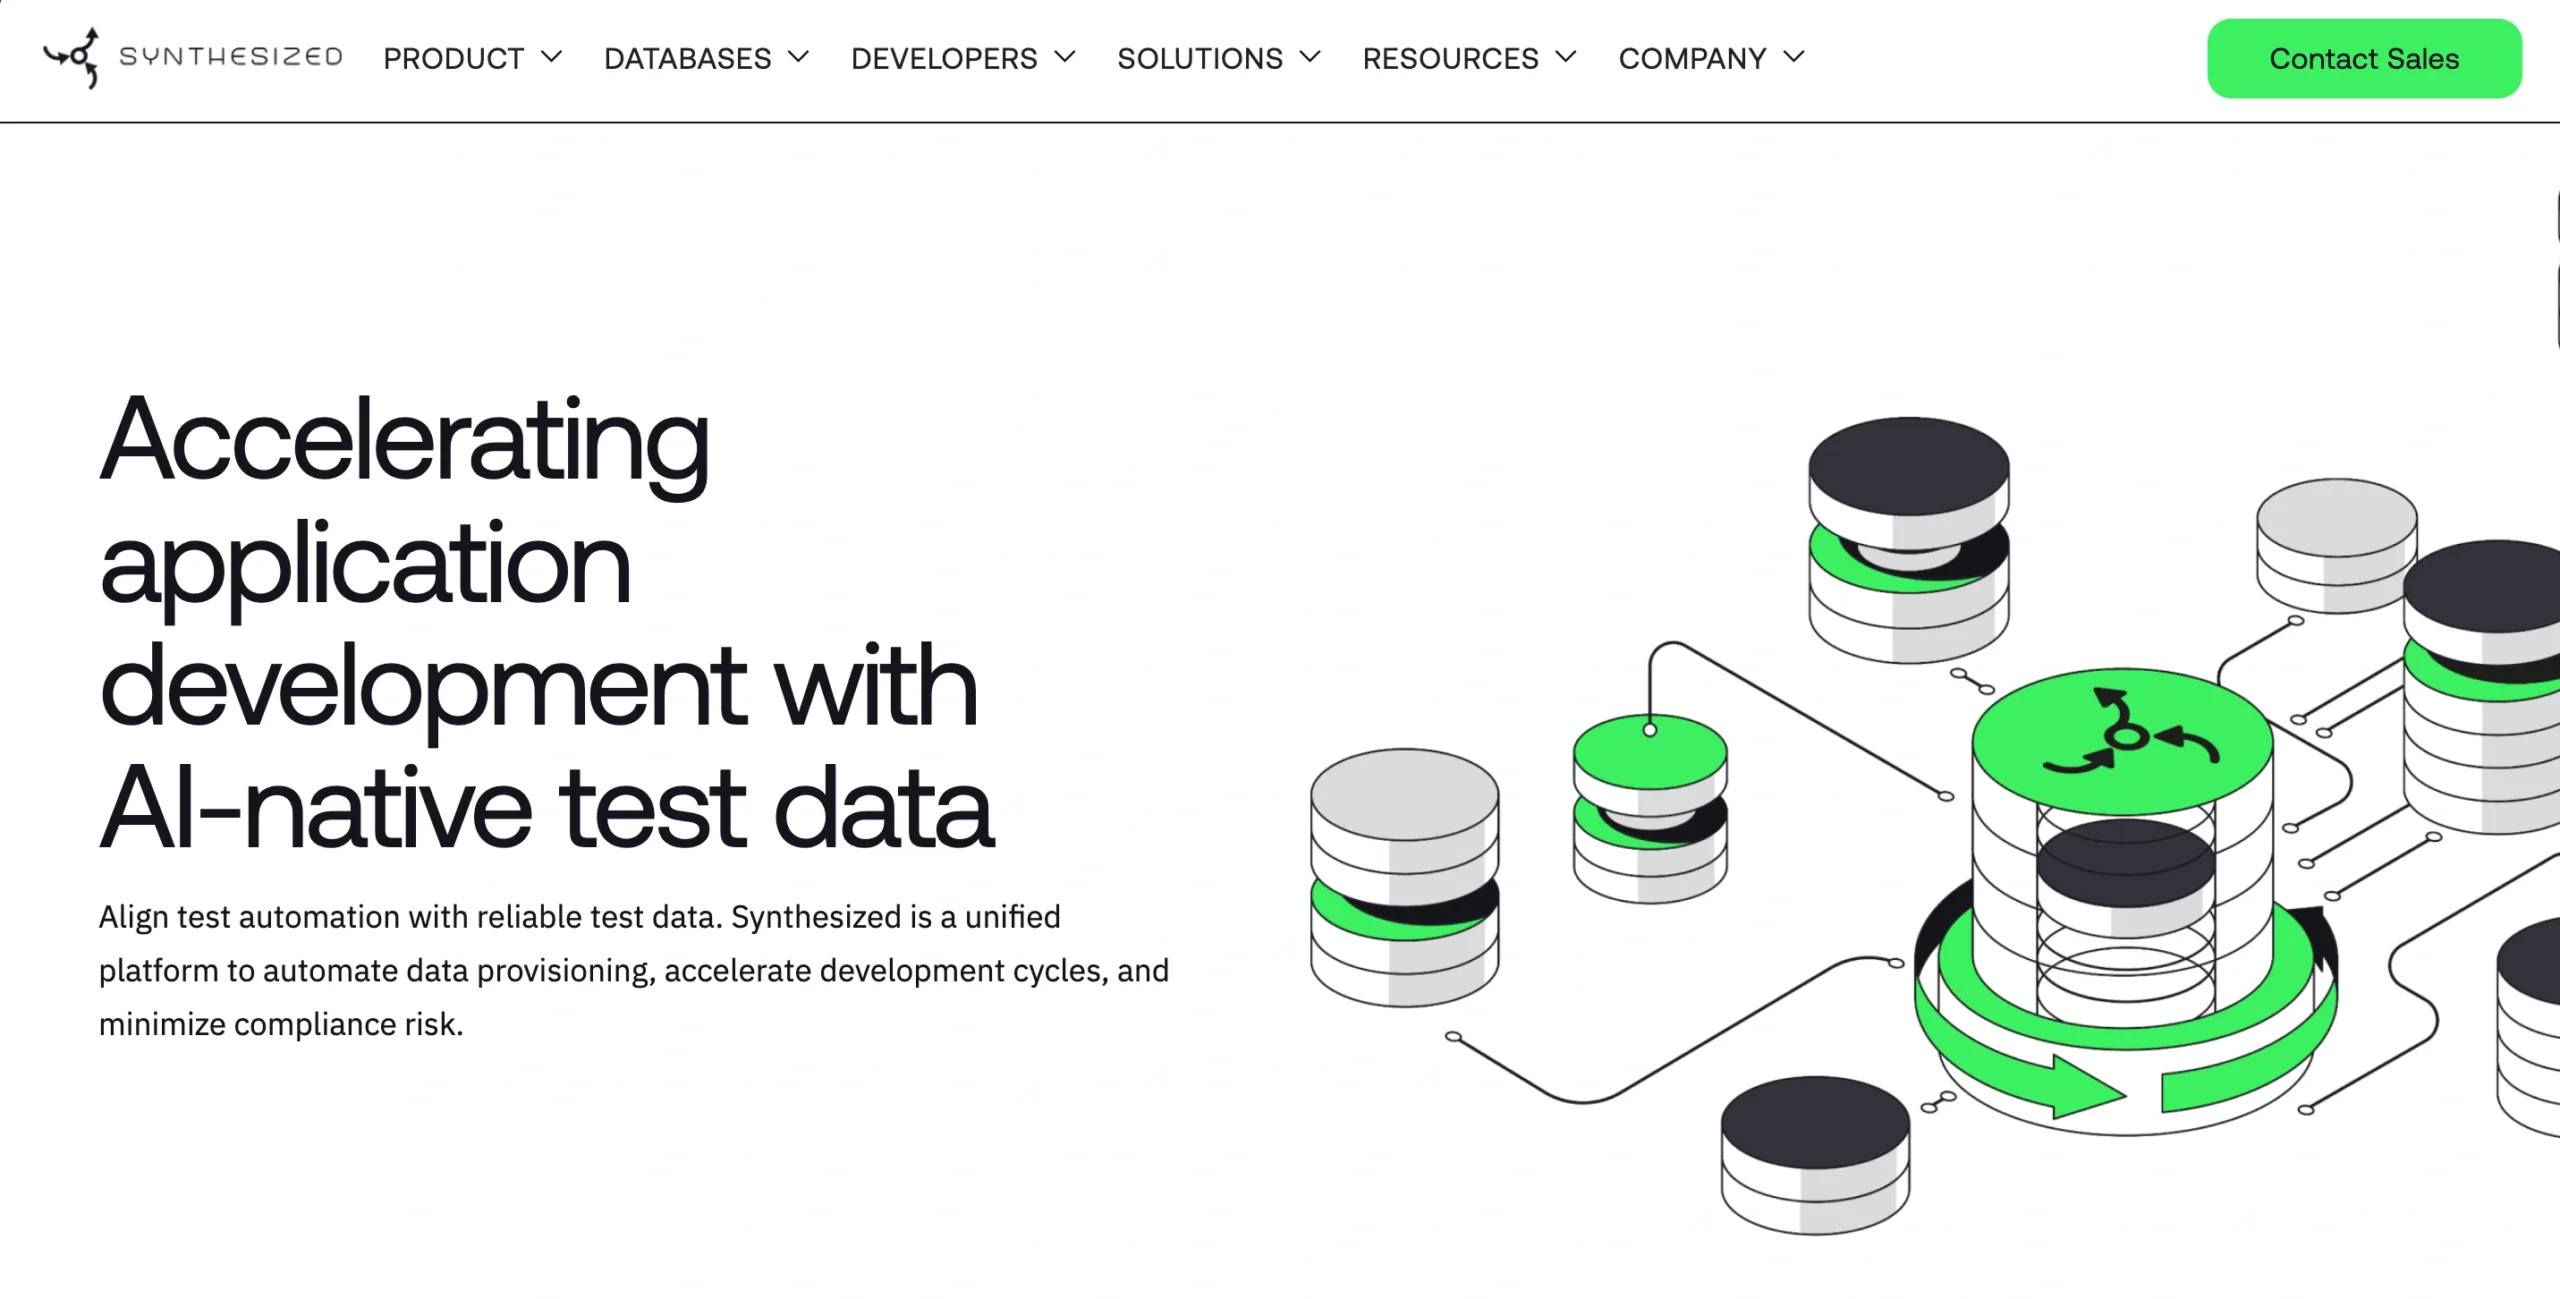 SYNTHESIZED PRODUCT DATABASES DEVELOPERS SOLUTIONS RESOURCES COMPANY Contact Sales
Accelerating
application
development with
AI-native test data
Align test automation with reliable test data. Synthesized is a unified
platform to automate data provisioning, accelerate development cycles, and
minimize compliance risk.